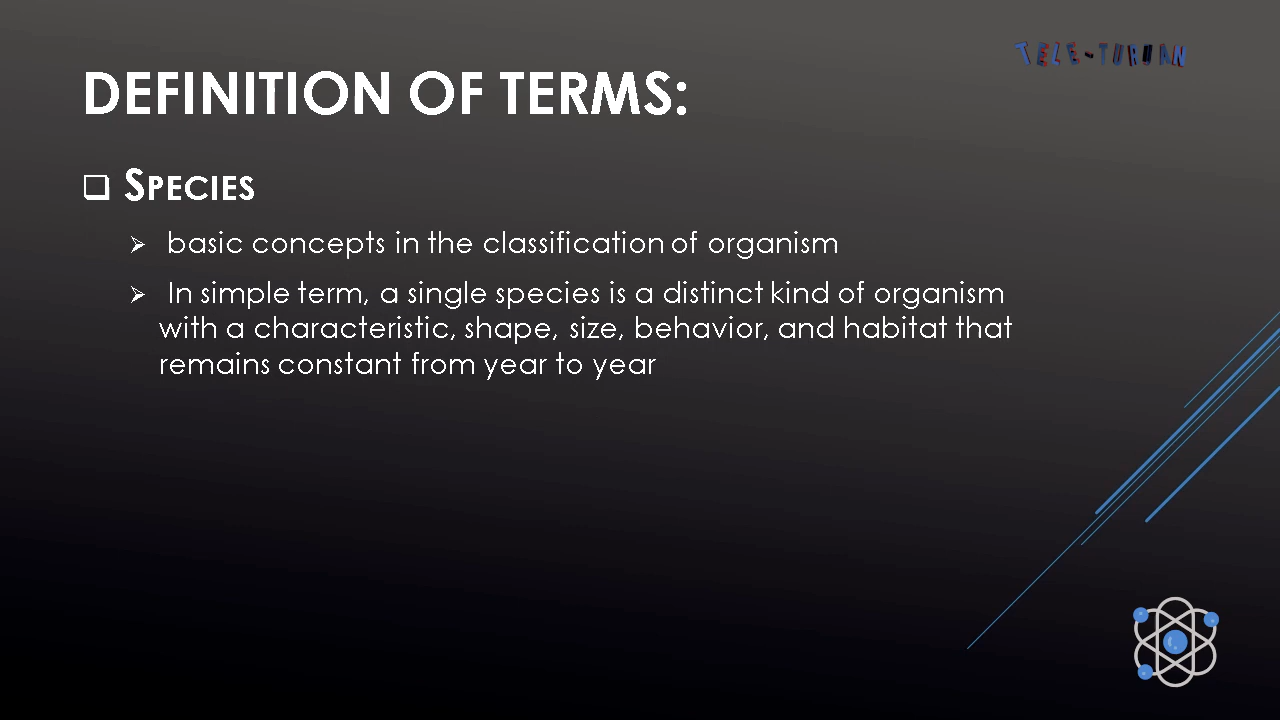 TELE-TURUAN
DEFINITION OF TERMS:
SPECIES
basic concepts in the classification of organism
In simple term, a single species is a distinct kind of organism
with a characteristic, shape, size, behavior, and habitat that
remains constant from year to year